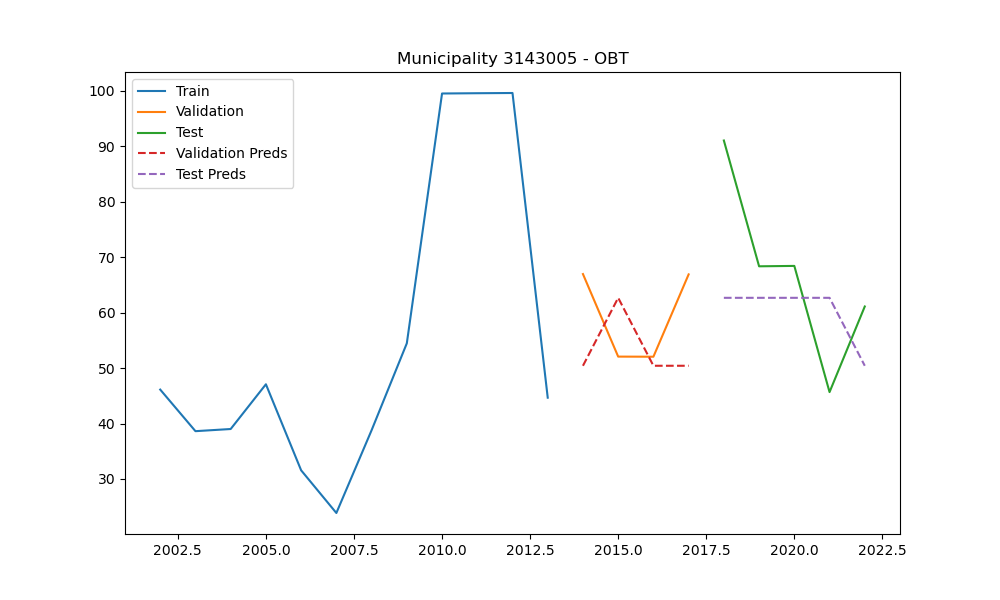 Municipality 3143005 - OBT
Train
Validation
Test
Validation Preds
Test Preds
100
90
80
70
60
50
40
30
2002.5 2005.0 2007.5 2010.0 2012.5 2015.0 2017.5 2020.0 2022.5